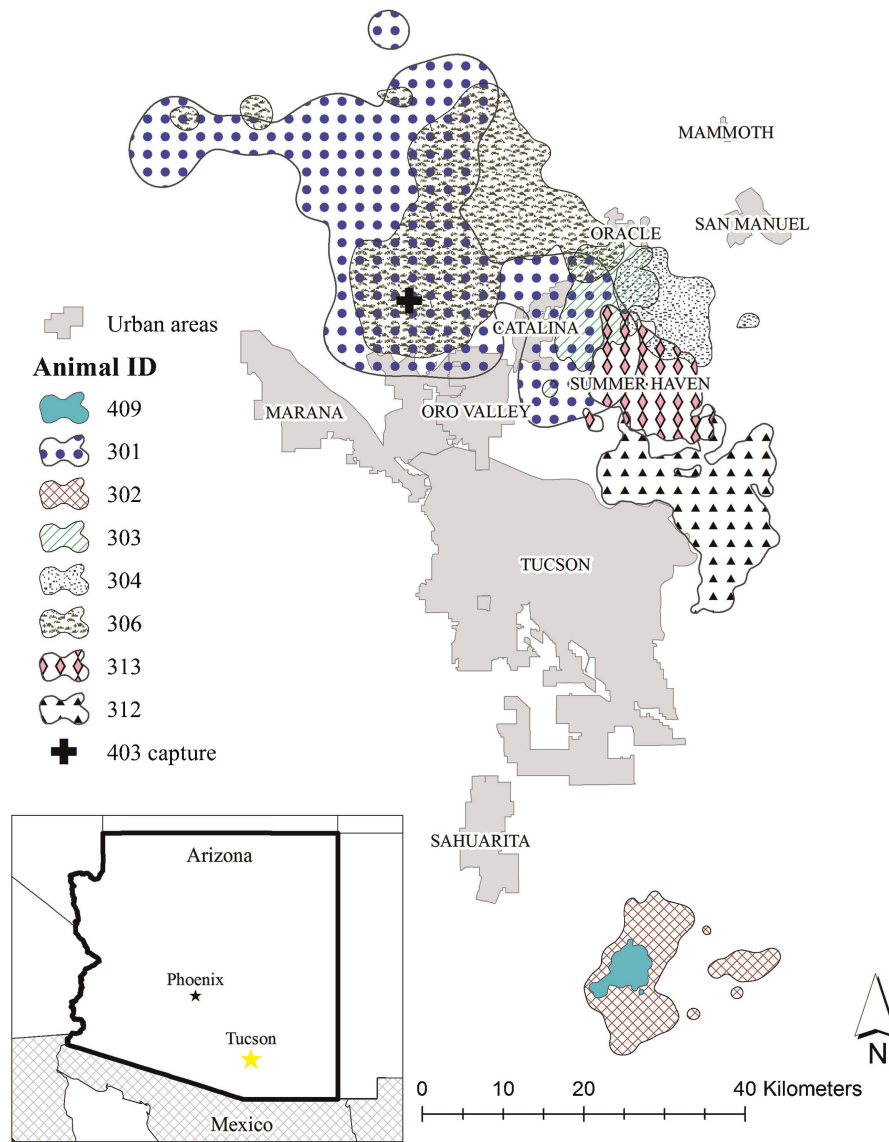 MAMMOTH
SAN MANUEL
ORACLE
CATALINA
SUMMER HAVEN
MARANA
ORO VALLEY
TUCSON
SAHUARITA
Urban areas
Animal ID
409
301
302
303
304
306
313
312
403 capture
Arizona
Phoenix
Tucson
Mexico
N
0 10 20 40 Kilometers